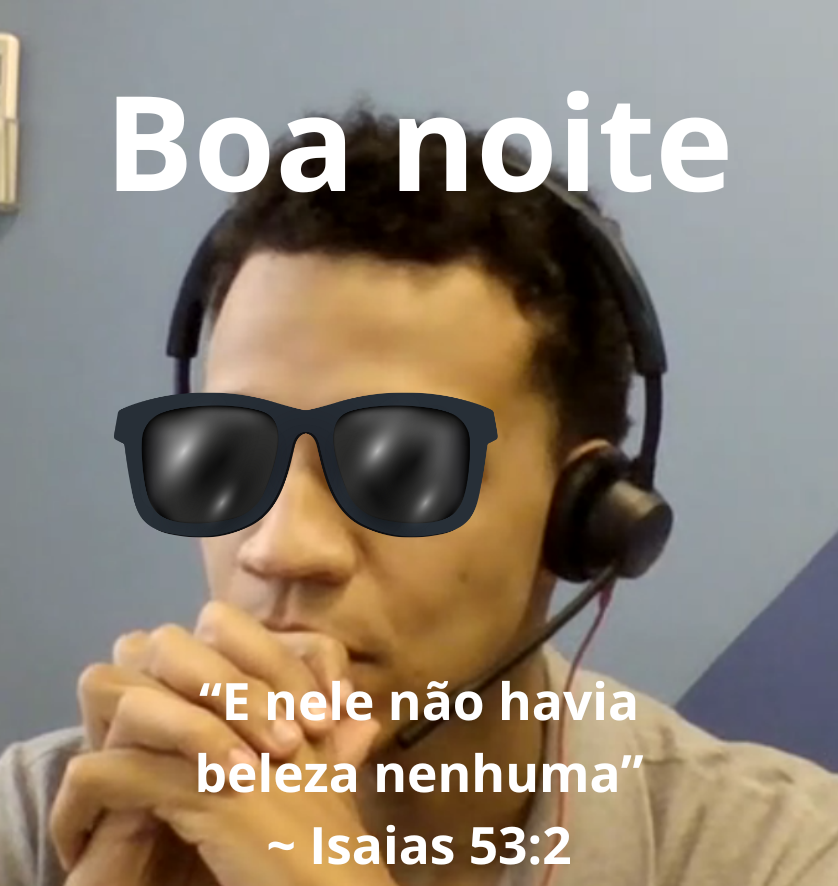 Boa noite
“E nele não havia
beleza nenhuma”
~ Isaias 53:2